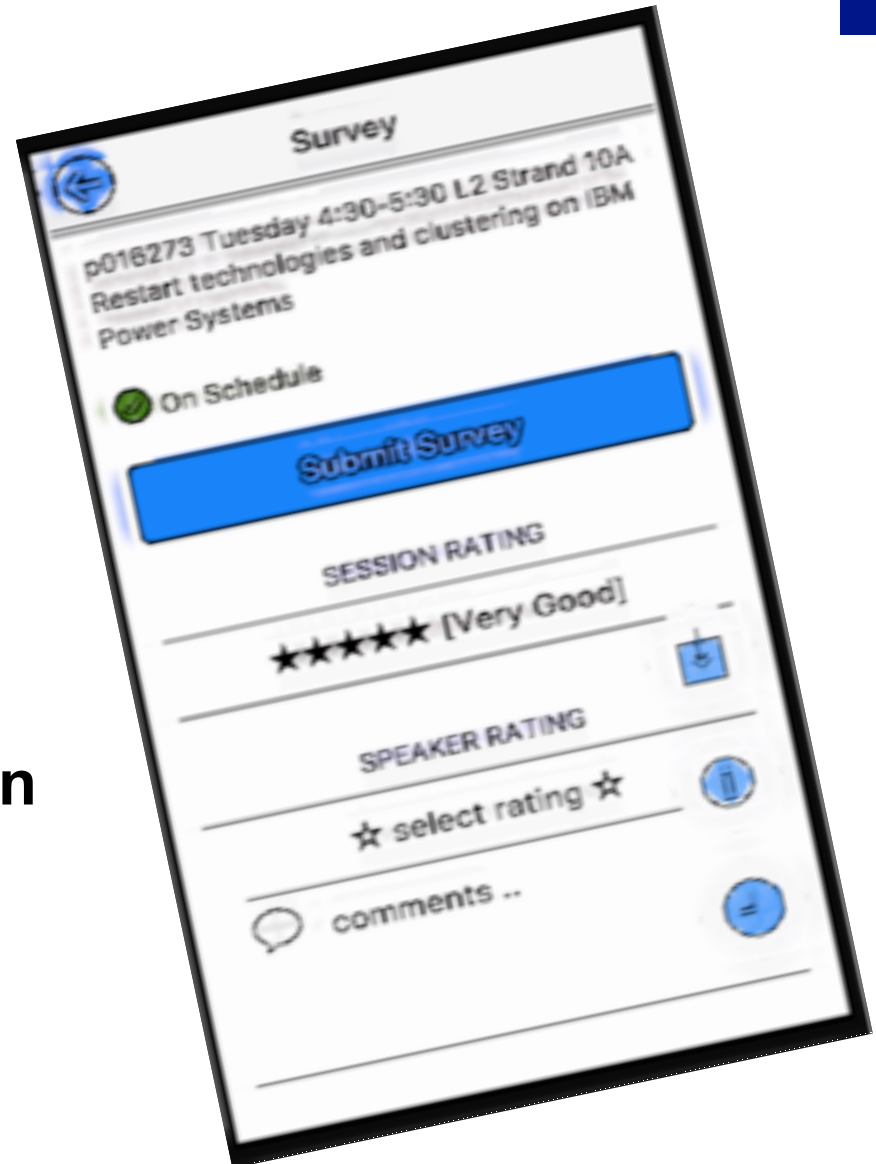 Survey
p016273 Tuesday 4:30-5:30 L2 Strand 10A
Restart technologies and clustering on IBM
Power Systems
On Schedule
Submit Survey
SESSION RATING
★★★★★ [Very Good]
SPEAKER RATING
☆ select rating ☆
comments ..
n